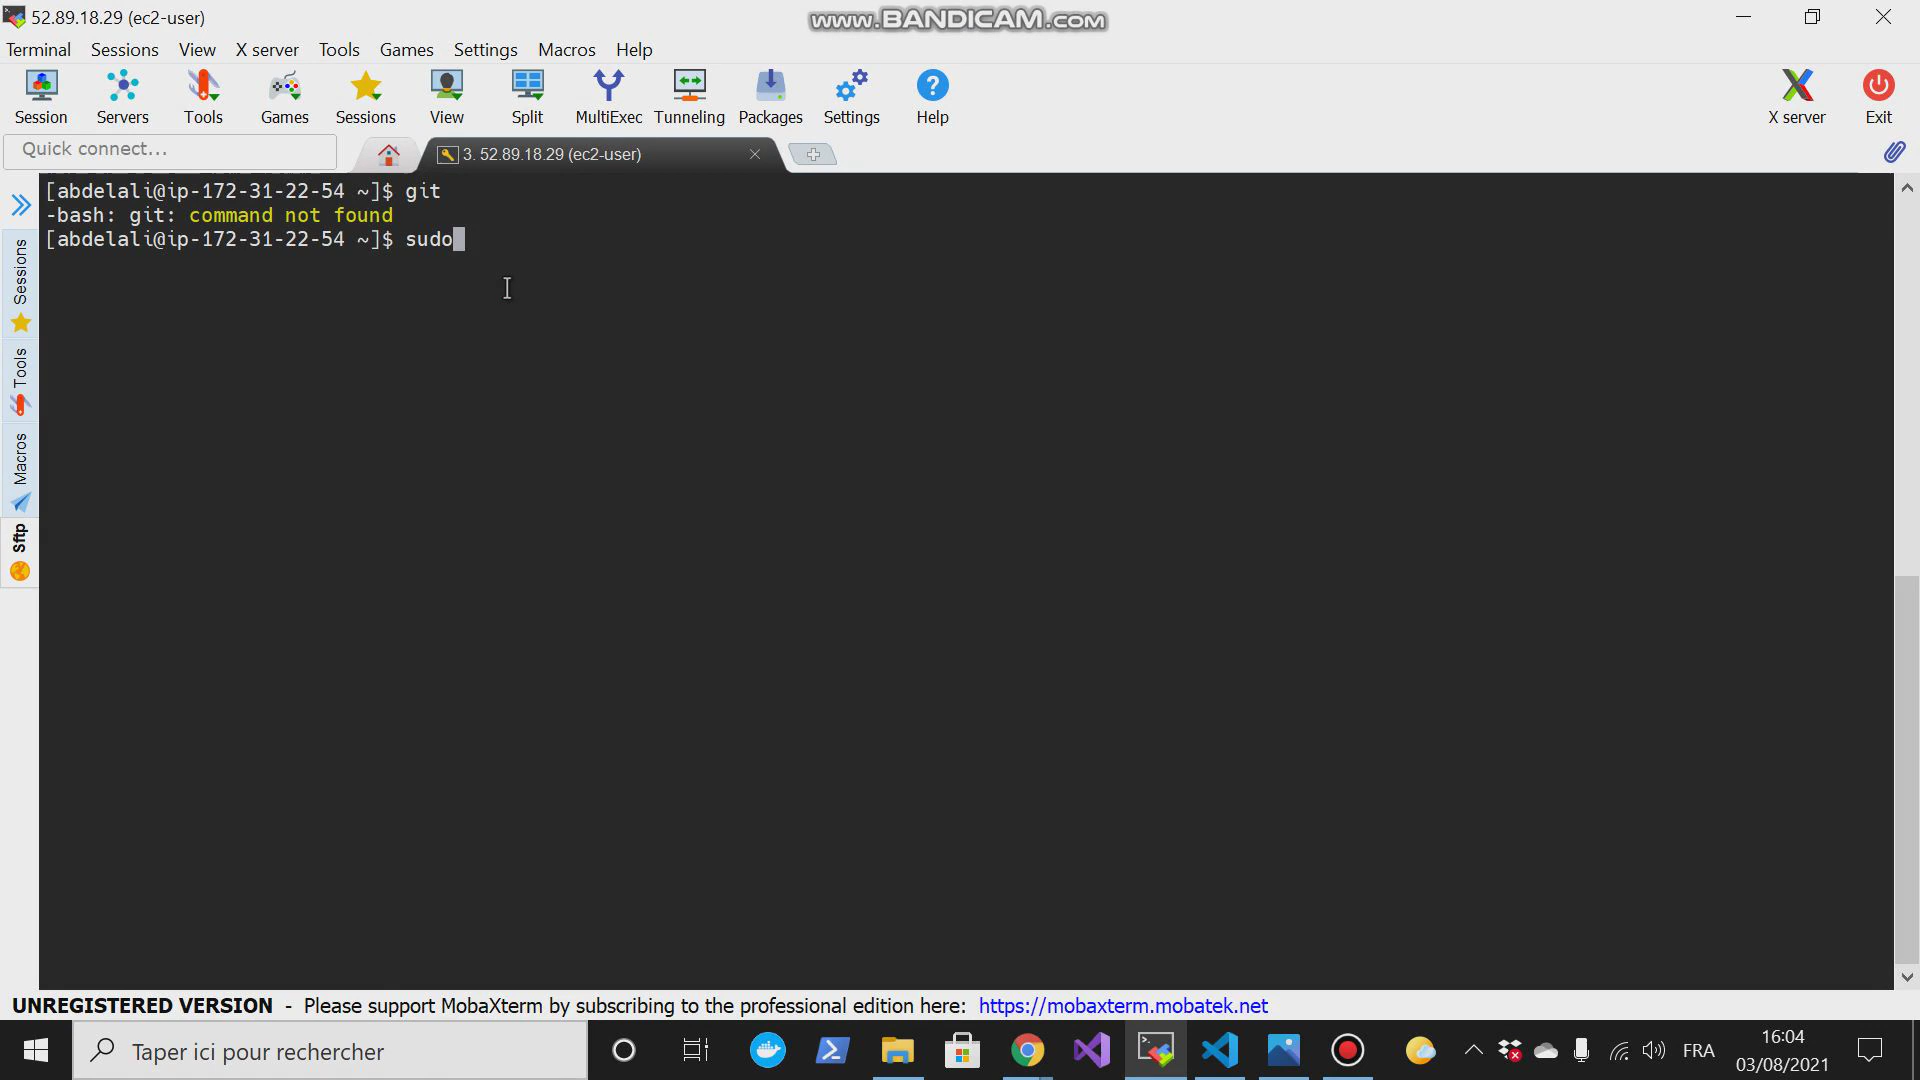 52.89.18.29 (ec2-user)
www.BANDICAM.com
Terminal Sessions View X server Tools Games Settings Macros Help
Session Servers Tools Games Sessions View Split MultiExec Tunneling Packages Settings Help X server Exit
Quick connect...
3. 52.89.18.29 (ec2-user)
[abdelali@ip-172-31-22-54 ~]$ git
-bash: git: command not found
[abdelali@ip-172-31-22-54 ~]$ sudo
Sessions
Tools
Macros
Sftp
UNREGISTERED VERSION - Please support MobaXterm by subscribing to the professional edition here: https://mobaxterm.mobatek.net
Taper ici pour rechercher
FRA
16:04
03/08/2021